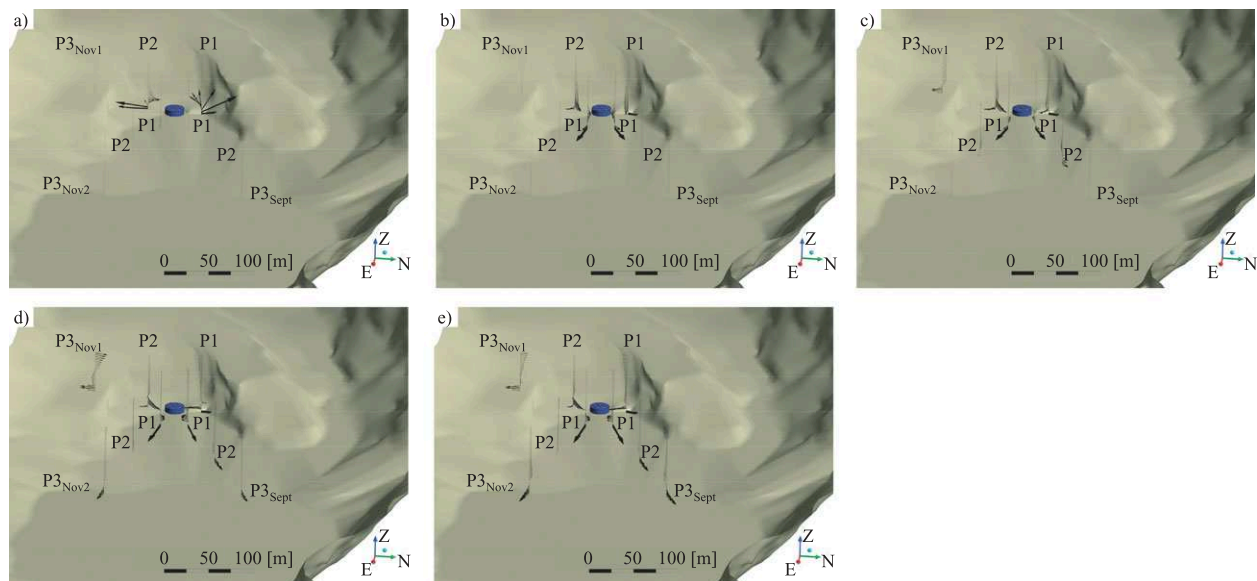 a)
P3Nov1 P2 P1
P1 P1
P2 P2
P3Nov2 P3Sept
0 50 100 [m]
Z
N
E
b)
P3Nov1 P2 P1
P1 P1
P2 P2
P3Nov2 P3Sept
0 50 100 [m]
Z
N
E
c)
P3Nov1 P2 P1
P1 P1
P2 P2
P3Nov2 P3Sept
0 50 100 [m]
Z
N
E
d)
P3Nov1 P2 P1
P1 P1
P2 P2
P3Nov2 P3Sept
0 50 100 [m]
Z
N
E
e)
P3Nov1 P2 P1
P1 P1
P2 P2
P3Nov2 P3Sept
0 50 100 [m]
Z
N
E